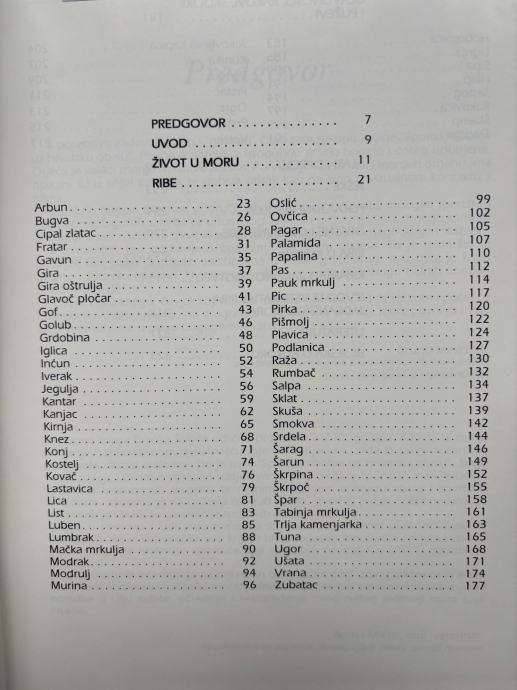 PREDGOVOR . . . . . . . . . . . . . . . 7
UVOD . . . . . . . . . . . . . . . . . . . 9
ŽIVOT U MORU . . . . . . . . . . . . . 11
RIBE . . . . . . . . . . . . . . . . . . . . 21
Arbun . . . . . . . . . . . . . . . . . . . 23
Bugva . . . . . . . . . . . . . . . . . . . 26
Cipal zlatac . . . . . . . . . . . . . . . 28
Fratar . . . . . . . . . . . . . . . . . . . 31
Gavun . . . . . . . . . . . . . . . . . . . 35
Gira . . . . . . . . . . . . . . . . . . . . 37
Gira oštrulja . . . . . . . . . . . . . . 39
Glavoč pločar . . . . . . . . . . . . . . 41
Gof . . . . . . . . . . . . . . . . . . . . 43
Golub . . . . . . . . . . . . . . . . . . . 46
Grdobina . . . . . . . . . . . . . . . . . 48
Iglica . . . . . . . . . . . . . . . . . . . 50
Inćun . . . . . . . . . . . . . . . . . . . 52
Iverak . . . . . . . . . . . . . . . . . . . 54
Jegulja . . . . . . . . . . . . . . . . . . 56
Kantar . . . . . . . . . . . . . . . . . . . 59
Kanjac . . . . . . . . . . . . . . . . . . . 62
Kirnja . . . . . . . . . . . . . . . . . . . 65
Knez . . . . . . . . . . . . . . . . . . . . 68
Konj . . . . . . . . . . . . . . . . . . . . 71
Kostelj . . . . . . . . . . . . . . . . . . 74
Kovač . . . . . . . . . . . . . . . . . . . 76
Lastavica . . . . . . . . . . . . . . . . . 79
Lica . . . . . . . . . . . . . . . . . . . . 81
List . . . . . . . . . . . . . . . . . . . . 83
Luben . . . . . . . . . . . . . . . . . . . 85
Lumbrak . . . . . . . . . . . . . . . . . . 88
Mačka mrkulja . . . . . . . . . . . . . . 90
Modrak . . . . . . . . . . . . . . . . . . 92
Modrulj . . . . . . . . . . . . . . . . . . 94
Murina . . . . . . . . . . . . . . . . . . 96
Oslić . . . . . . . . . . . . . . . . . . . 99
Ovčica . . . . . . . . . . . . . . . . . . 102
Pagar . . . . . . . . . . . . . . . . . . . 105
Palamida . . . . . . . . . . . . . . . . . 107
Papalina . . . . . . . . . . . . . . . . . 110
Pas . . . . . . . . . . . . . . . . . . . . 112
Pauk mrkulj . . . . . . . . . . . . . . . 114
Pic . . . . . . . . . . . . . . . . . . . . 117
Pirka . . . . . . . . . . . . . . . . . . . 120
Pišmolj . . . . . . . . . . . . . . . . . . 122
Plavica . . . . . . . . . . . . . . . . . . 124
Podlanica . . . . . . . . . . . . . . . . . 127
Raža . . . . . . . . . . . . . . . . . . . . 130
Rumbač . . . . . . . . . . . . . . . . . . 132
Salpa . . . . . . . . . . . . . . . . . . . 134
Sklat . . . . . . . . . . . . . . . . . . . 137
Skuša . . . . . . . . . . . . . . . . . . . 139
Smokva . . . . . . . . . . . . . . . . . . 142
Srdela . . . . . . . . . . . . . . . . . . . 144
Šarag . . . . . . . . . . . . . . . . . . . 146
Šarun . . . . . . . . . . . . . . . . . . . 149
Škrpina . . . . . . . . . . . . . . . . . . 152
Škrpoč . . . . . . . . . . . . . . . . . . 155
Špar . . . . . . . . . . . . . . . . . . . . 158
Tabinja mrkulja . . . . . . . . . . . . . 161
Trlja kamenjarka . . . . . . . . . . . . 163
Tuna . . . . . . . . . . . . . . . . . . . . 165
Ugor . . . . . . . . . . . . . . . . . . . 168
Ušata . . . . . . . . . . . . . . . . . . . 171
Vrana . . . . . . . . . . . . . . . . . . . 174
Zubatac . . . . . . . . . . . . . . . . . . 177